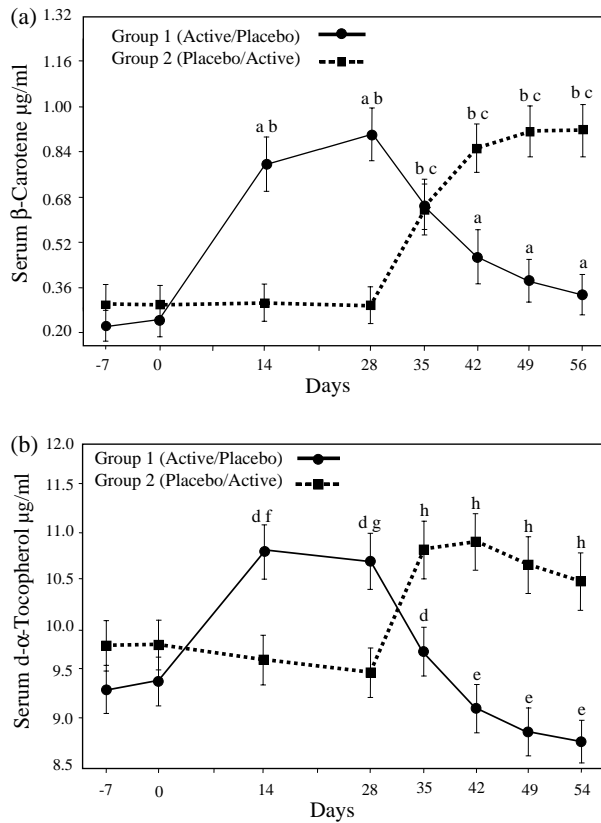 (a)
1.32
1.16
1.00
0.84
0.68
0.52
0.36
0.20
Serum β-Carotene µg/ml
Group 1 (Active/Placebo)
Group 2 (Placebo/Active)
a b
a b
b c
b c
b c
b c
a
a
a
-7 0 14 28 35 42 49 56
Days
(b)
12.0
11.5
11.0
10.5
10.0
9.5
9.0
8.5
Serum d-α-Tocopherol µg/ml
Group 1 (Active/Placebo)
Group 2 (Placebo/Active)
d f
d g
h
h
h
h
d
e
e
e
-7 0 14 28 35 42 49 54
Days